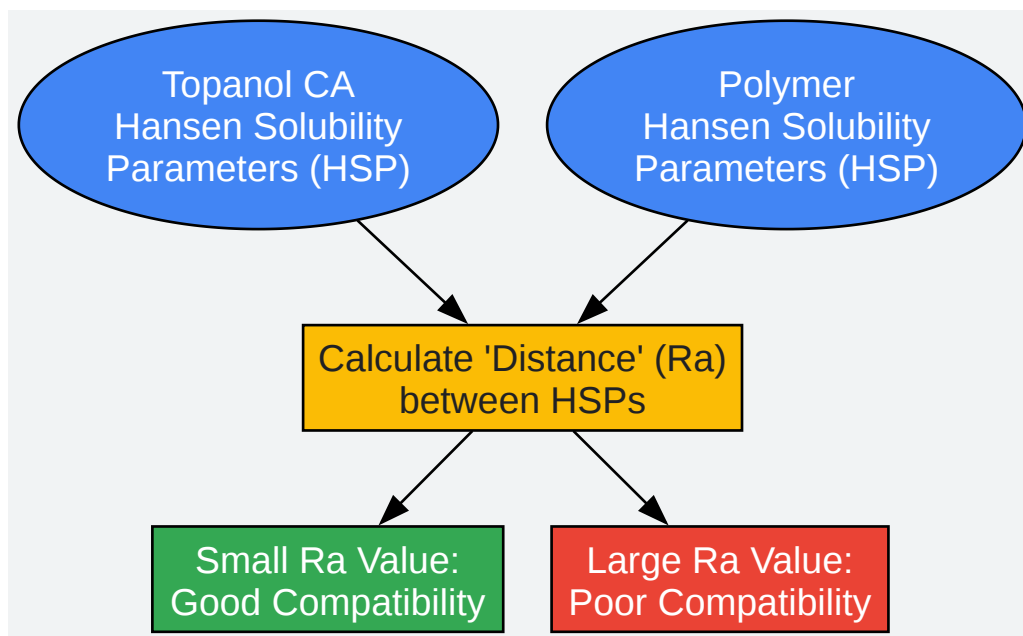 Topanol CA
Hansen Solubility
Parameters (HSP)
Polymer
Hansen Solubility
Parameters (HSP)
Calculate 'Distance' (Ra)
between HSPs
Small Ra Value:
Good Compatibility
Large Ra Value:
Poor Compatibility